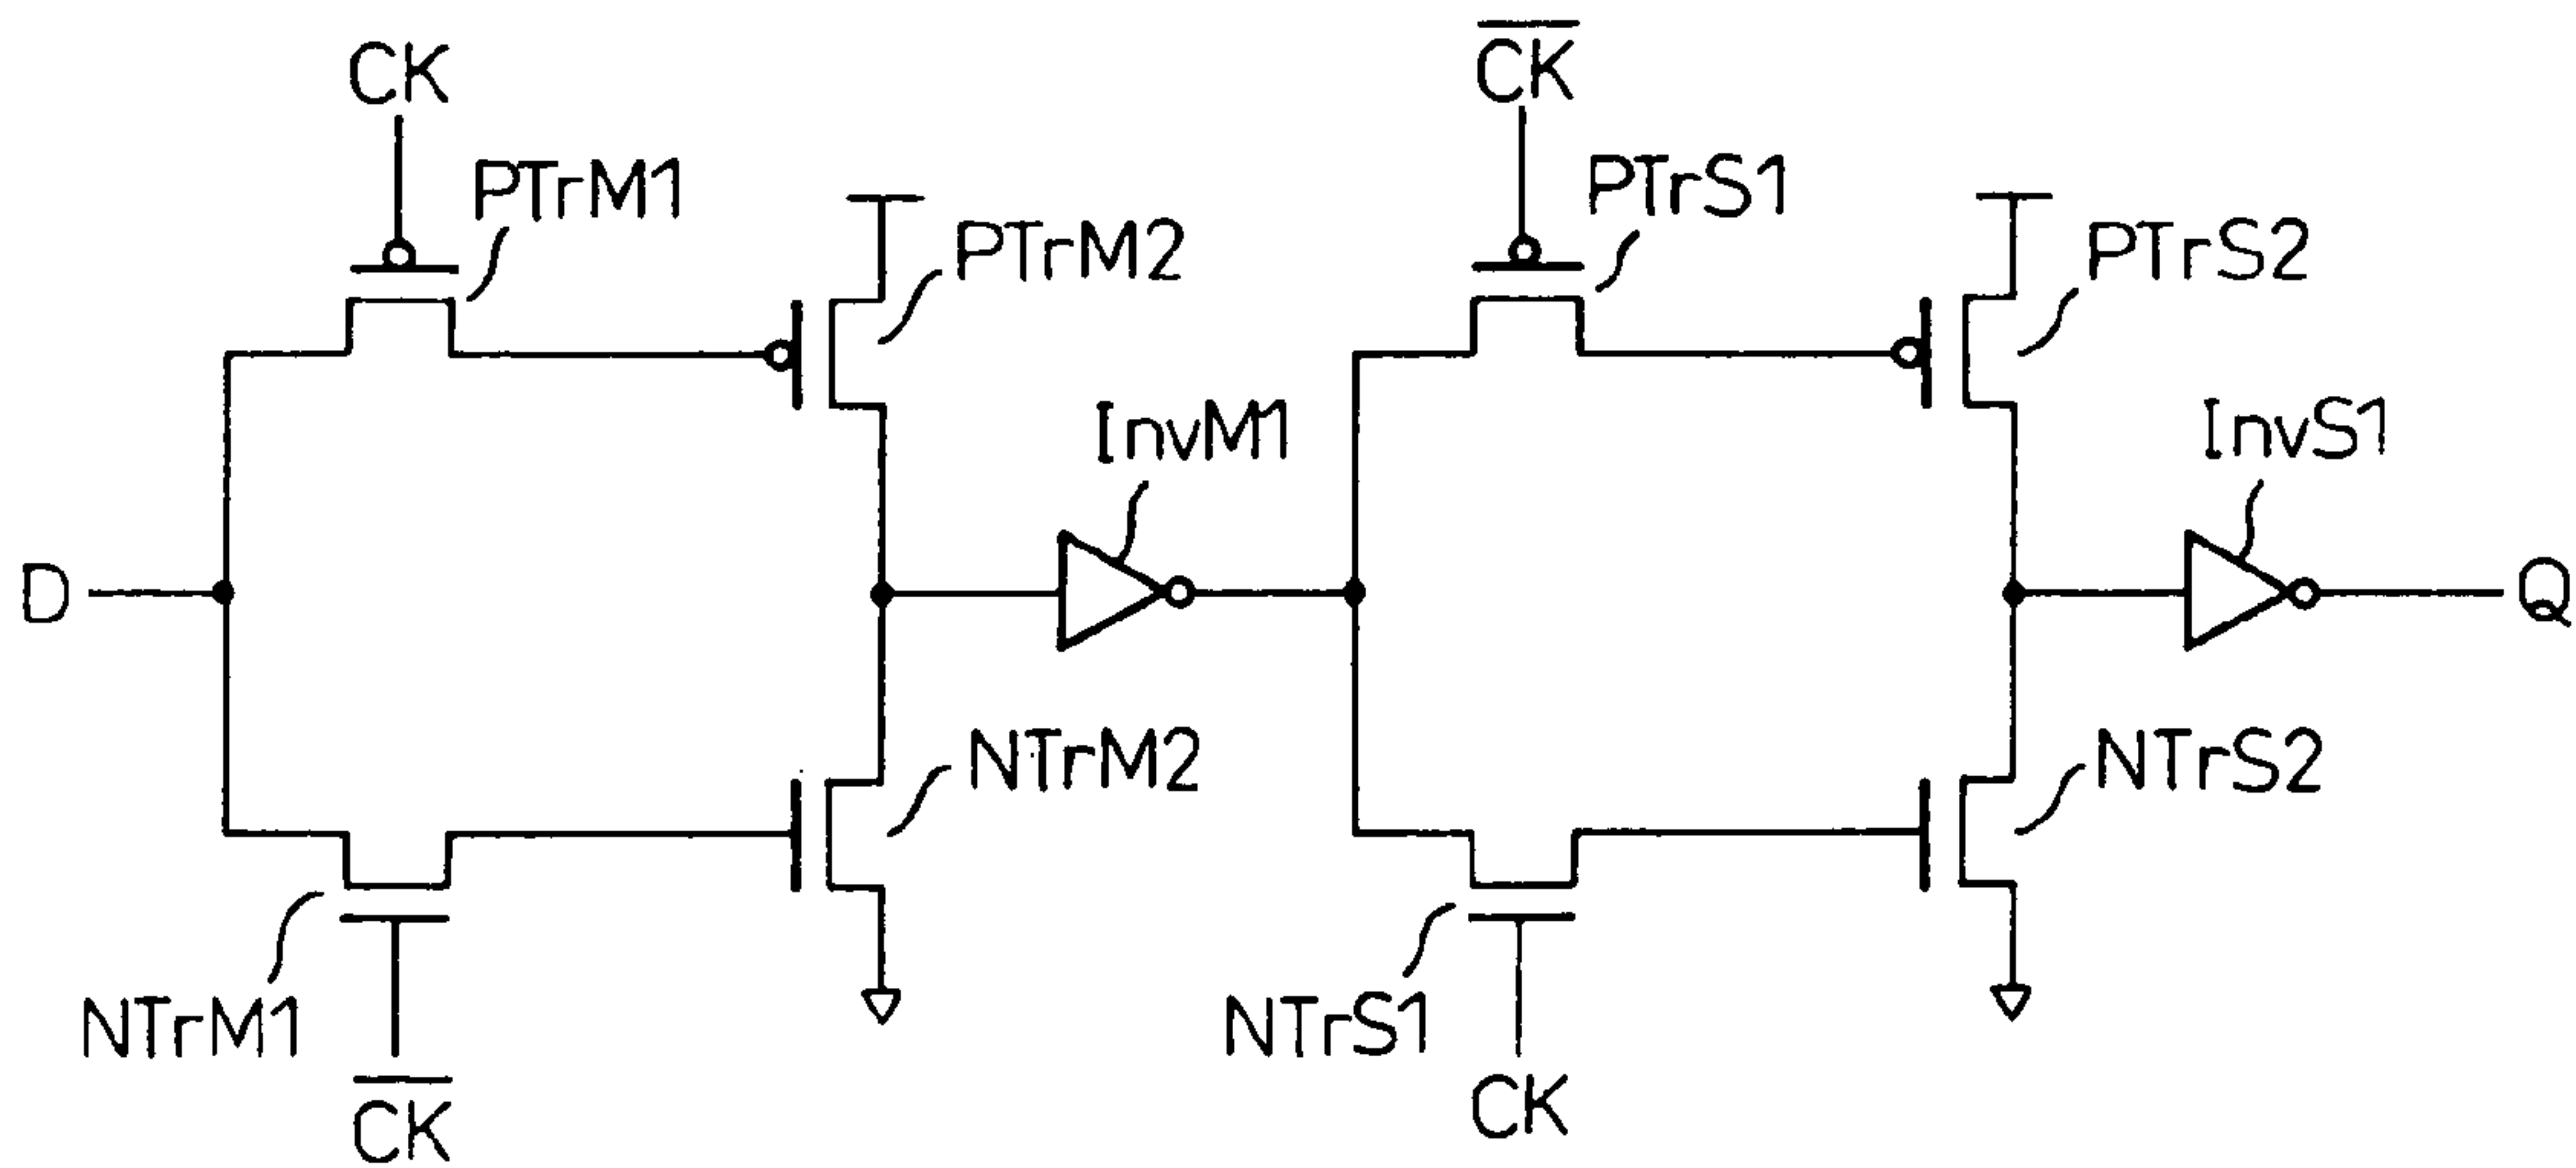 CK
C̅K̅
PTrM1
PTrS1
PTrM2
PTrS2
InvM1
InvS1
D
Q
NTrM2
NTrS2
NTrM1
NTrS1
C̅K̅
CK